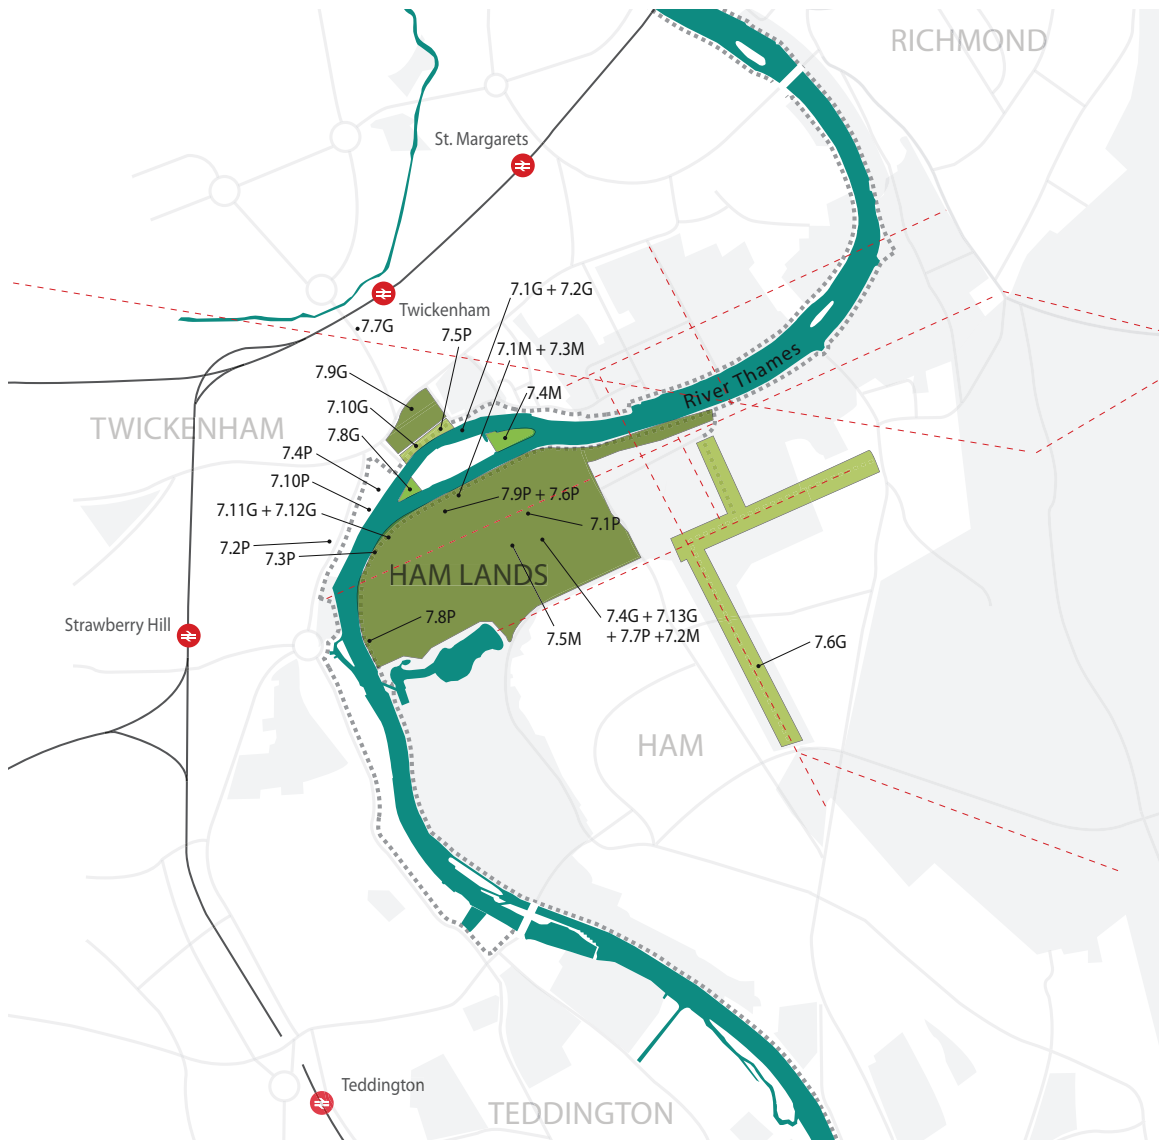 RICHMOND
St. Margarets
7.1G + 7.2G
Twickenham
7.7G
7.5P
7.1M + 7.3M
River Thames
7.9G
7.4M
7.10G
TWICKENHAM
7.8G
7.4P
7.10P
7.9P + 7.6P
7.11G + 7.12G
7.1P
7.2P
7.3P
HAM LANDS
7.8P
7.4G + 7.13G
+ 7.7P +7.2M
7.5M
Strawberry Hill
7.6G
HAM
Teddington
TEDDINGTON